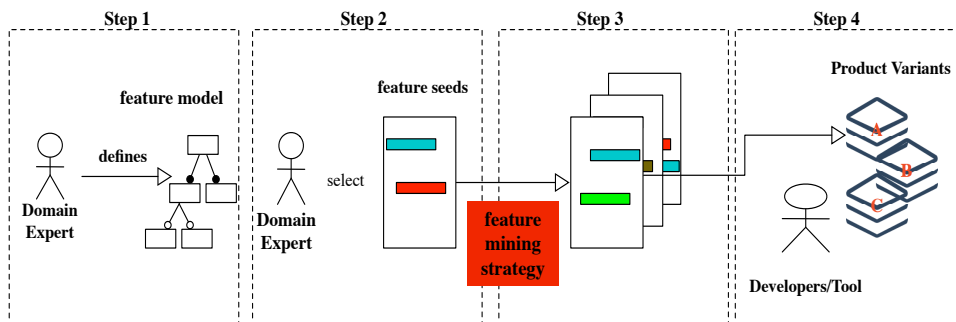 Step 1
Step 2
Step 3
Step 4
feature model
defines
Domain
Expert
feature seeds
select
Domain
Expert
feature
mining
strategy
Product Variants
A
B
C
Developers/Tool